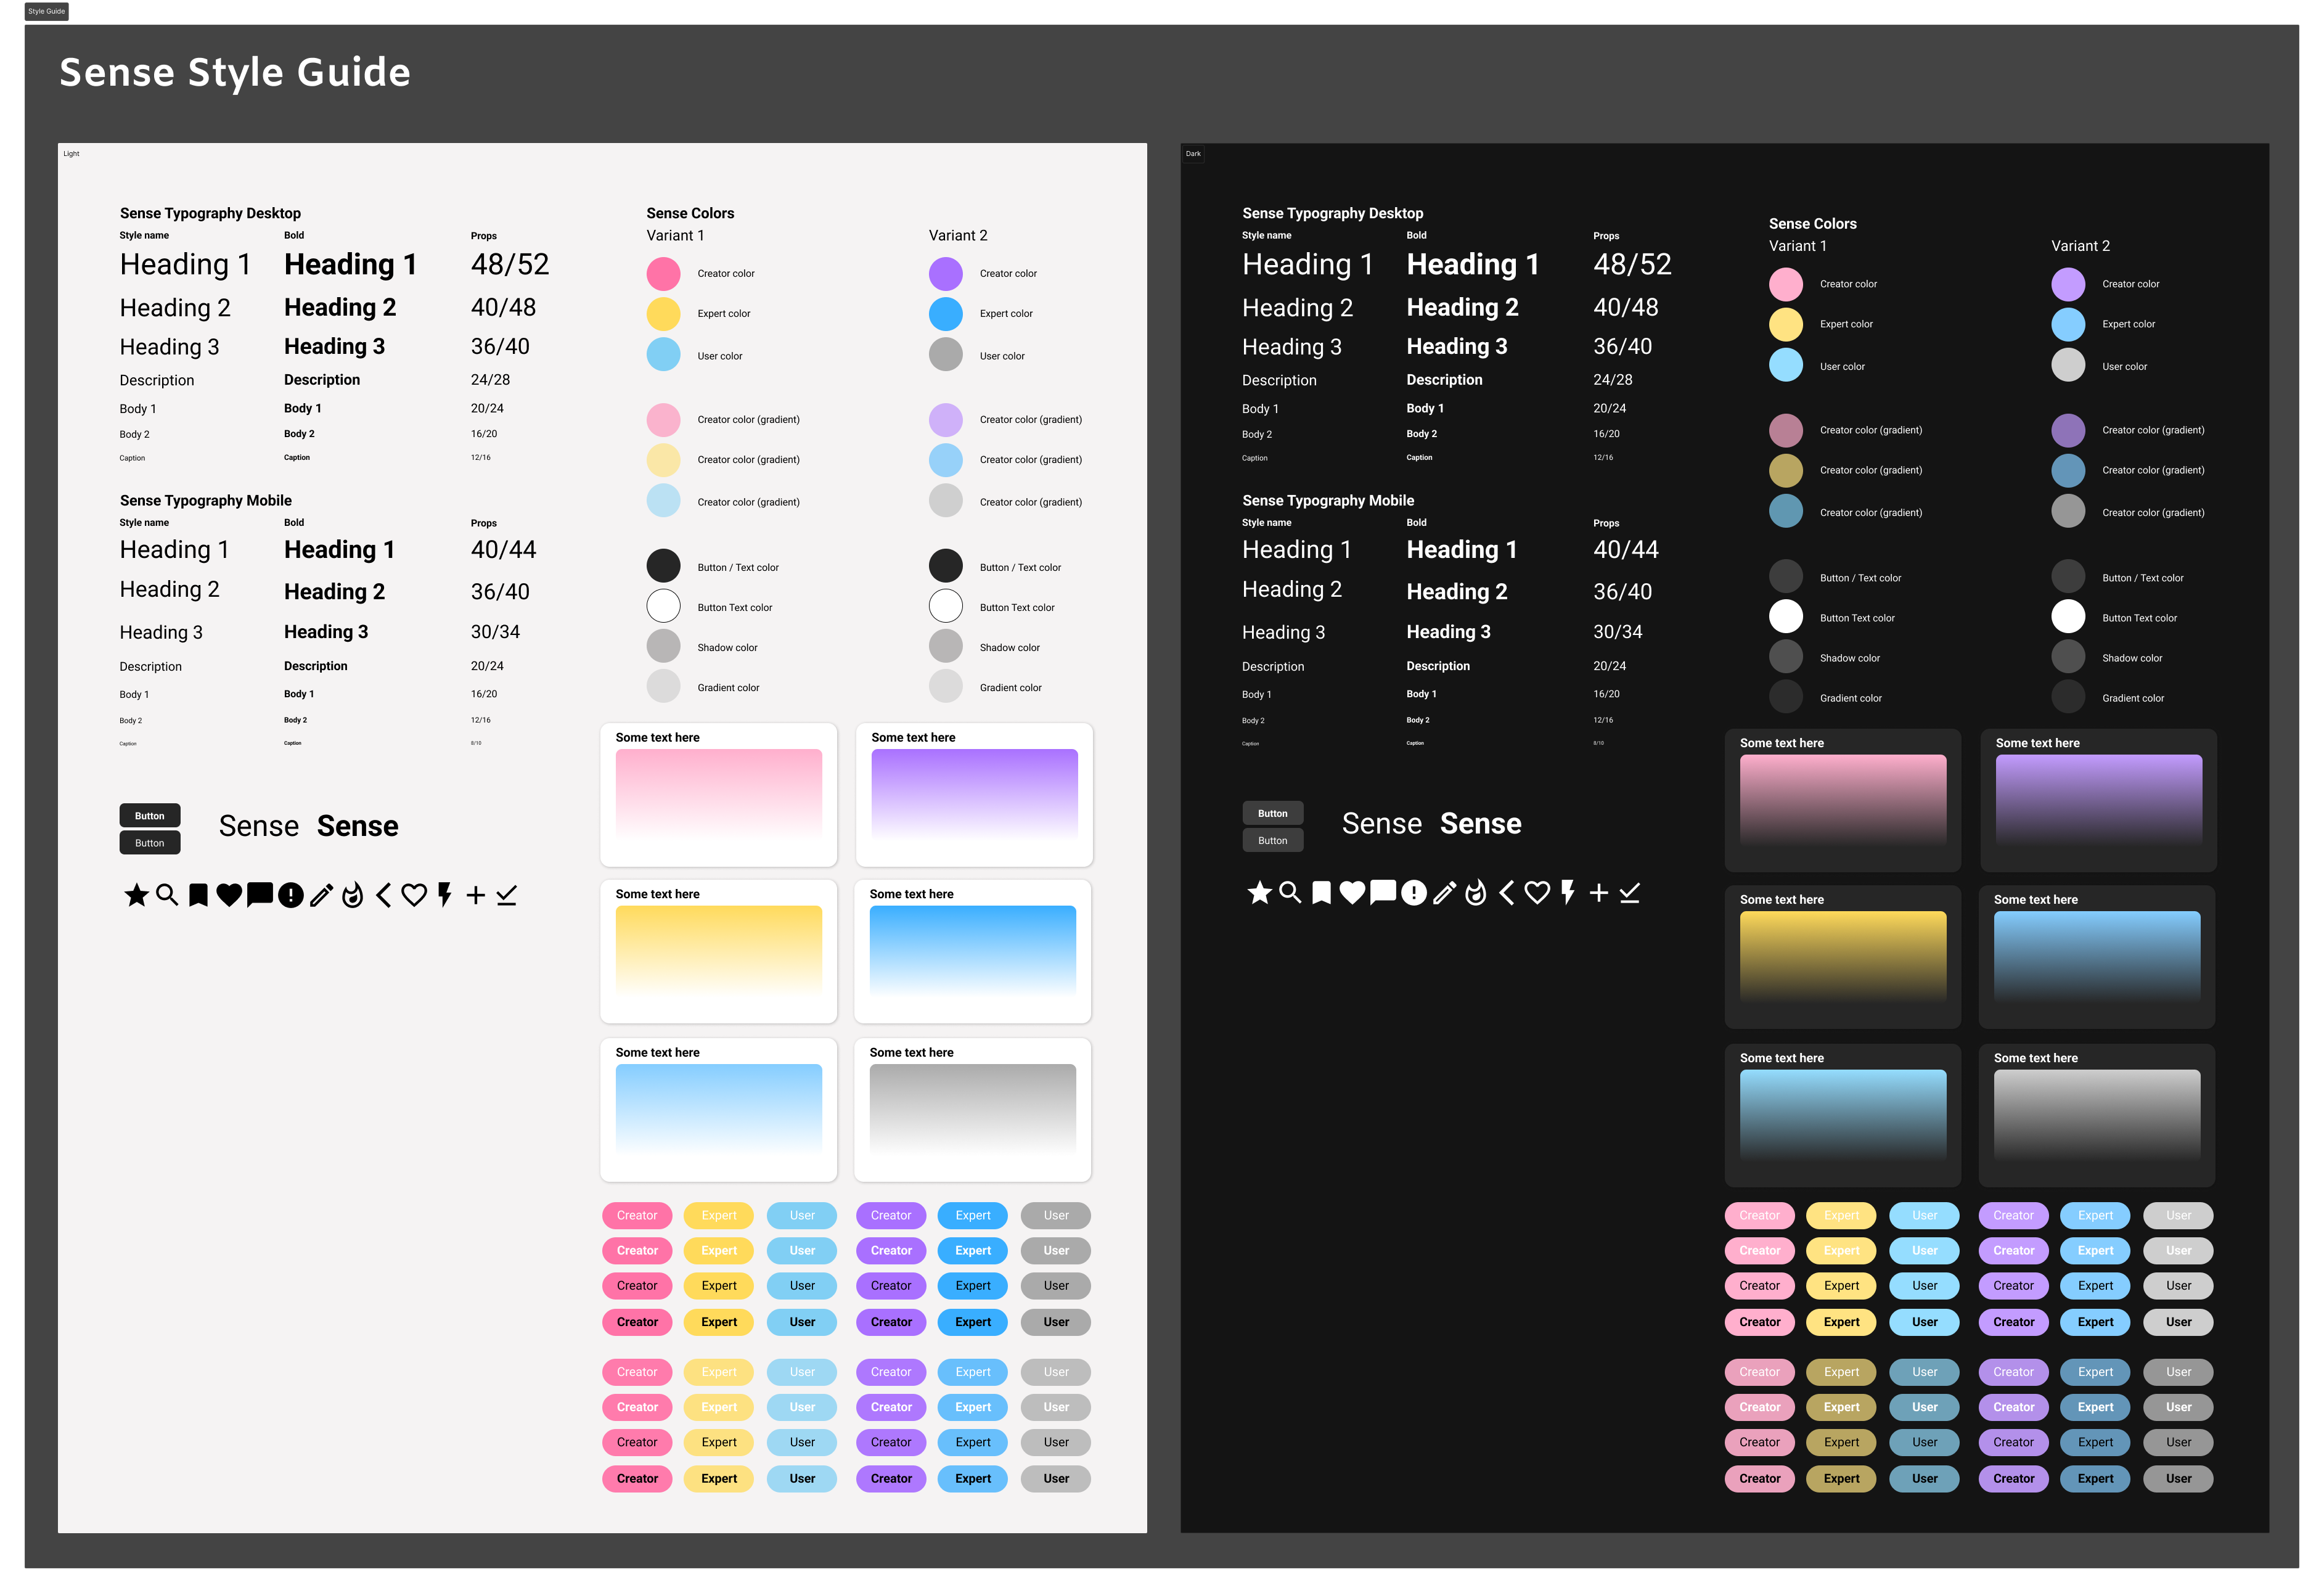 Style Guide
Sense Style Guide
Light
Sense Typography Desktop
Style name Bold Props
Heading 1 Heading 1 48/52
Heading 2 Heading 2 40/48
Heading 3 Heading 3 36/40
Description Description 24/28
Body 1 Body 1 20/24
Body 2 Body 2 16/20
Caption Caption 12/16
Sense Typography Mobile
Style name Bold Props
Heading 1 Heading 1 40/44
Heading 2 Heading 2 36/40
Heading 3 Heading 3 30/34
Description Description 20/24
Body 1 Body 1 16/20
Body 2 Body 2 12/16
Caption Caption 8/10
Button
Button
Sense Sense
Sense Colors
Variant 1 Variant 2
Creator color Creator color
Expert color Expert color
User color User color
Creator color (gradient) Creator color (gradient)
Creator color (gradient) Creator color (gradient)
Creator color (gradient) Creator color (gradient)
Button / Text color Button / Text color
Button Text color Button Text color
Shadow color Shadow color
Gradient color Gradient color
Some text here Some text here
Some text here Some text here
Some text here Some text here
Creator Expert User Creator Expert User
Creator Expert User Creator Expert User
Creator Expert User Creator Expert User
Creator Expert User Creator Expert User
Creator Expert User Creator Expert User
Creator Expert User Creator Expert User
Creator Expert User Creator Expert User
Creator Expert User Creator Expert User
Dark
Sense Typography Desktop
Style name Bold Props
Heading 1 Heading 1 48/52
Heading 2 Heading 2 40/48
Heading 3 Heading 3 36/40
Description Description 24/28
Body 1 Body 1 20/24
Body 2 Body 2 16/20
Caption Caption 12/16
Sense Typography Mobile
Style name Bold Props
Heading 1 Heading 1 40/44
Heading 2 Heading 2 36/40
Heading 3 Heading 3 30/34
Description Description 20/24
Body 1 Body 1 16/20
Body 2 Body 2 12/16
Caption Caption 8/10
Button
Button
Sense Sense
Sense Colors
Variant 1 Variant 2
Creator color Creator color
Expert color Expert color
User color User color
Creator color (gradient) Creator color (gradient)
Creator color (gradient) Creator color (gradient)
Creator color (gradient) Creator color (gradient)
Button / Text color Button / Text color
Button Text color Button Text color
Shadow color Shadow color
Gradient color Gradient color
Some text here Some text here
Some text here Some text here
Some text here Some text here
Creator Expert User Creator Expert User
Creator Expert User Creator Expert User
Creator Expert User Creator Expert User
Creator Expert User Creator Expert User
Creator Expert User Creator Expert User
Creator Expert User Creator Expert User
Creator Expert User Creator Expert User
Creator Expert User Creator Expert User